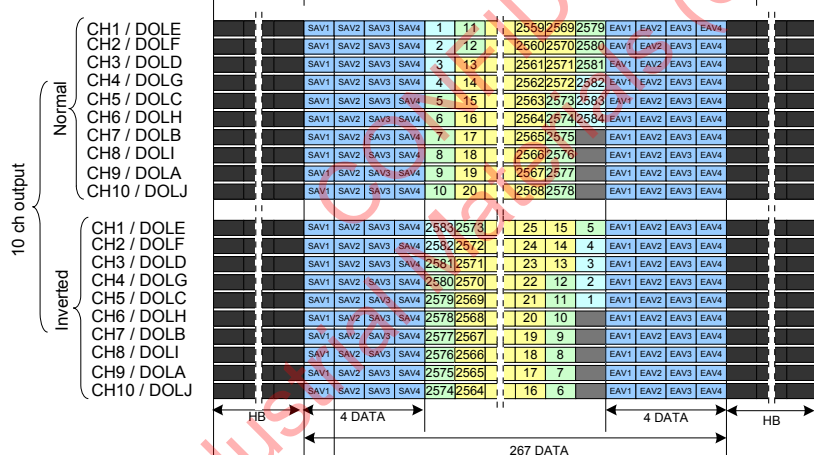 10 ch output
Normal
CH1 / DOLE SAV1 SAV2 SAV3 SAV4 1 11 2559 2569 2579 EAV1 EAV2 EAV3 EAV4
CH2 / DOLF SAV1 SAV2 SAV3 SAV4 2 12 2560 2570 2580 EAV1 EAV2 EAV3 EAV4
CH3 / DOLD SAV1 SAV2 SAV3 SAV4 3 13 2561 2571 2581 EAV1 EAV2 EAV3 EAV4
CH4 / DOLG SAV1 SAV2 SAV3 SAV4 4 14 2562 2572 2582 EAV1 EAV2 EAV3 EAV4
CH5 / DOLC SAV1 SAV2 SAV3 SAV4 5 15 2563 2573 2583 EAV1 EAV2 EAV3 EAV4
CH6 / DOLH SAV1 SAV2 SAV3 SAV4 6 16 2564 2574 2584 EAV1 EAV2 EAV3 EAV4
CH7 / DOLB SAV1 SAV2 SAV3 SAV4 7 17 2565 2575 EAV1 EAV2 EAV3 EAV4
CH8 / DOLI SAV1 SAV2 SAV3 SAV4 8 18 2566 2576 EAV1 EAV2 EAV3 EAV4
CH9 / DOLA SAV1 SAV2 SAV3 SAV4 9 19 2567 2577 EAV1 EAV2 EAV3 EAV4
CH10 / DOLJ SAV1 SAV2 SAV3 SAV4 10 20 2568 2578 EAV1 EAV2 EAV3 EAV4
Inverted
CH1 / DOLE SAV1 SAV2 SAV3 SAV4 2583 2573 25 15 5 EAV1 EAV2 EAV3 EAV4
CH2 / DOLF SAV1 SAV2 SAV3 SAV4 2582 2572 24 14 4 EAV1 EAV2 EAV3 EAV4
CH3 / DOLD SAV1 SAV2 SAV3 SAV4 2581 2571 23 13 3 EAV1 EAV2 EAV3 EAV4
CH4 / DOLG SAV1 SAV2 SAV3 SAV4 2580 2570 22 12 2 EAV1 EAV2 EAV3 EAV4
CH5 / DOLC SAV1 SAV2 SAV3 SAV4 2579 2569 21 11 1 EAV1 EAV2 EAV3 EAV4
CH6 / DOLH SAV1 SAV2 SAV3 SAV4 2578 2568 20 10 EAV1 EAV2 EAV3 EAV4
CH7 / DOLB SAV1 SAV2 SAV3 SAV4 2577 2567 19 9 EAV1 EAV2 EAV3 EAV4
CH8 / DOLI SAV1 SAV2 SAV3 SAV4 2576 2566 18 8 EAV1 EAV2 EAV3 EAV4
CH9 / DOLA SAV1 SAV2 SAV3 SAV4 2575 2565 17 7 EAV1 EAV2 EAV3 EAV4
CH10 / DOLJ SAV1 SAV2 SAV3 SAV4 2574 2564 16 6 EAV1 EAV2 EAV3 EAV4
HB 4 DATA 4 DATA HB
267 DATA